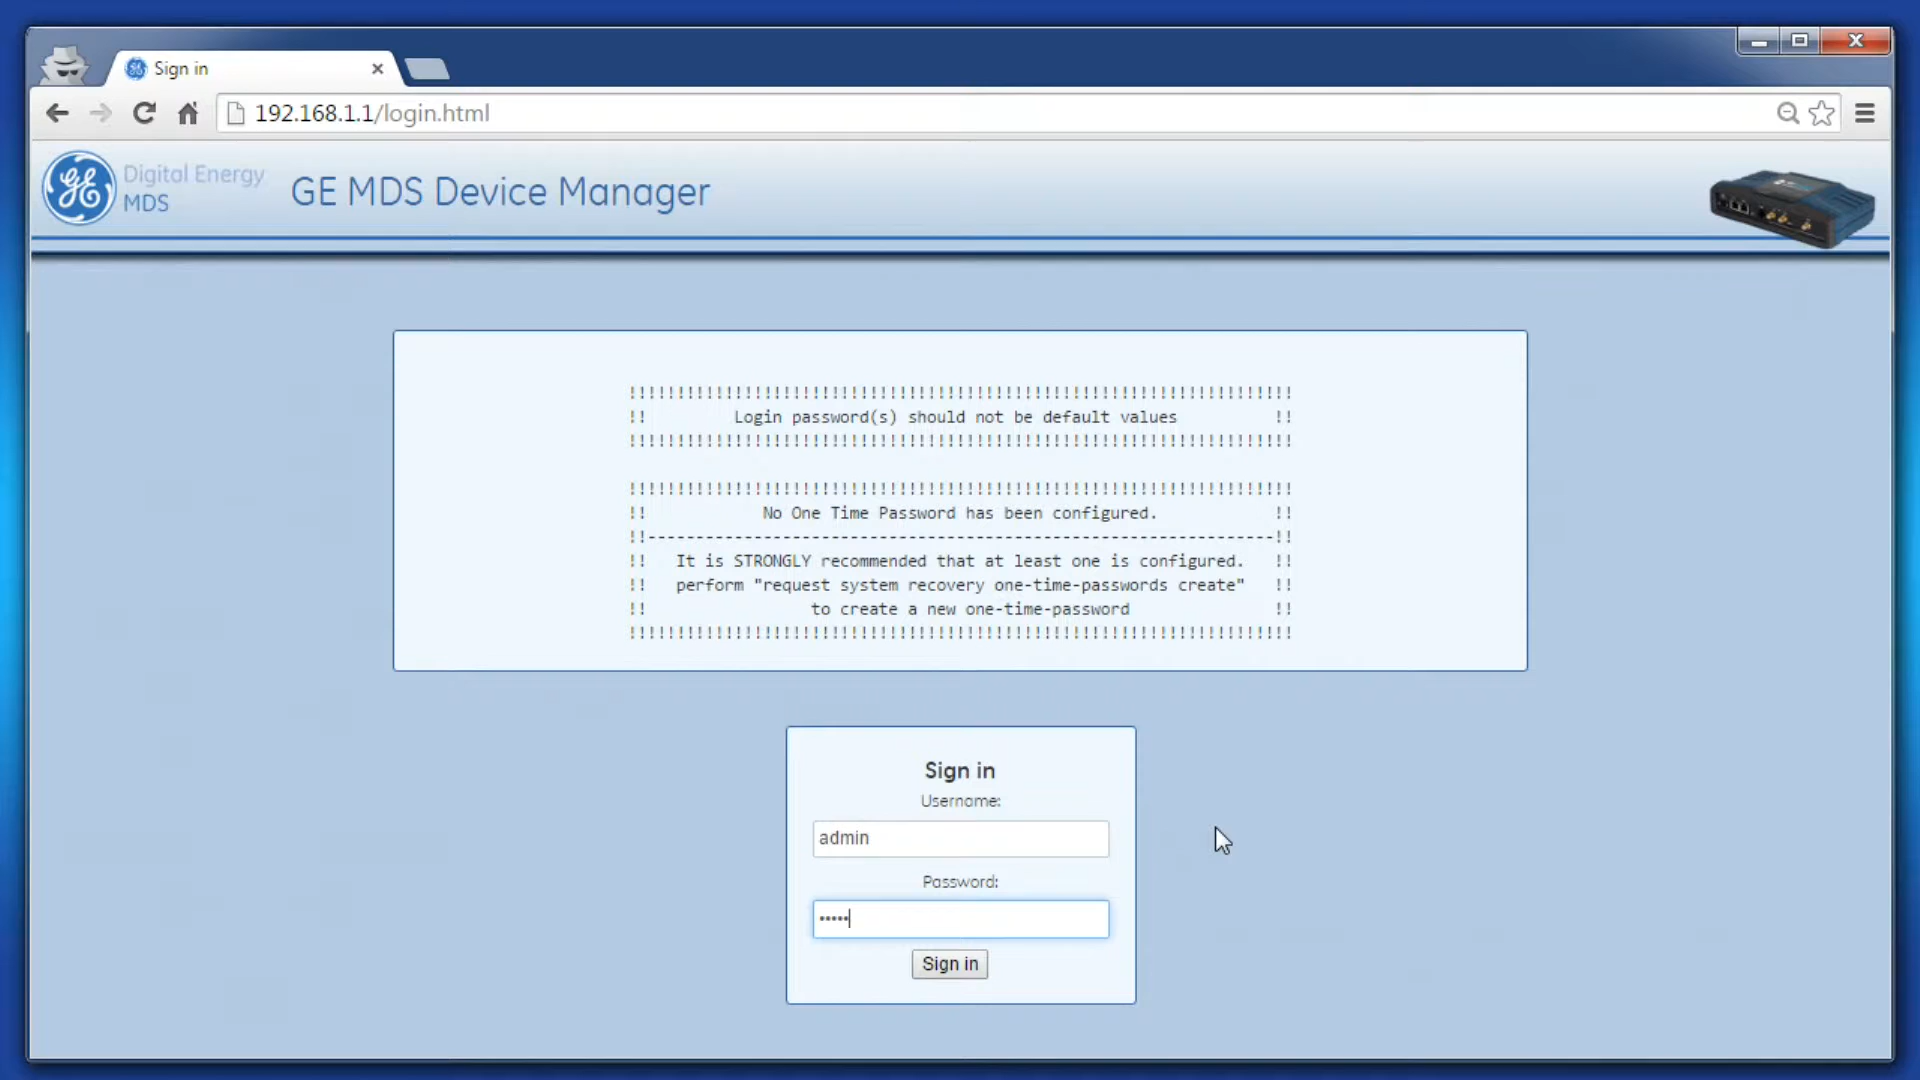 Sign in
192.168.1.1/login.html
GE
Digital Energy
MDS
GE MDS Device Manager
!!!!!!!!!!!!!!!!!!!!!!!!!!!!!!!!!!!!!!!!!!!!!!!!!!!!!!!!!!!!!!!!!!!!!
!! Login password(s) should not be default values !!
!!!!!!!!!!!!!!!!!!!!!!!!!!!!!!!!!!!!!!!!!!!!!!!!!!!!!!!!!!!!!!!!!!!!!
!!!!!!!!!!!!!!!!!!!!!!!!!!!!!!!!!!!!!!!!!!!!!!!!!!!!!!!!!!!!!!!!!!!!!
!! No One Time Password has been configured. !!
!!-----------------------------------------------------------------!!
!! It is STRONGLY recommended that at least one is configured. !!
!! perform "request system recovery one-time-passwords create" !!
!! to create a new one-time-password !!
!!!!!!!!!!!!!!!!!!!!!!!!!!!!!!!!!!!!!!!!!!!!!!!!!!!!!!!!!!!!!!!!!!!!!
Sign in
Username:
admin
Password:
•••••
Sign in